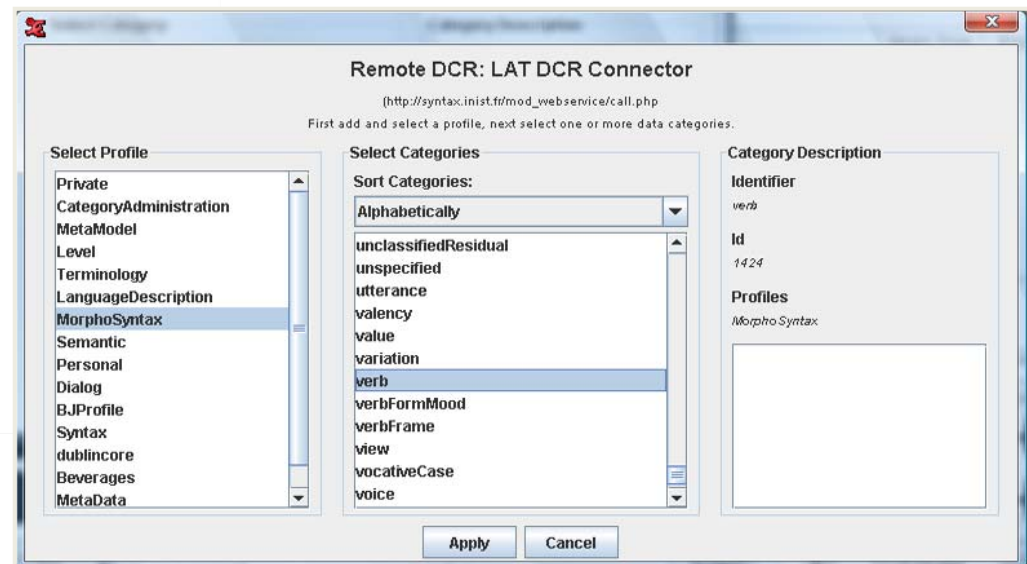 Remote DCR: LAT DCR Connector
(http://syntax.inist.fr/mod_webservice/call.php
First add and select a profile, next select one or more data categories.
Select Profile
Private
CategoryAdministration
MetaModel
Level
Terminology
LanguageDescription
MorphoSyntax
Semantic
Personal
Dialog
BJProfile
Syntax
dublincore
Beverages
MetaData
Select Categories
Sort Categories:
Alphabetically
unclassifiedResidual
unspecified
utterance
valency
value
variation
verb
verbFormMood
verbFrame
view
vocativeCase
voice
Category Description
Identifier
verb
Id
1424
Profiles
MorphoSyntax
Apply
Cancel